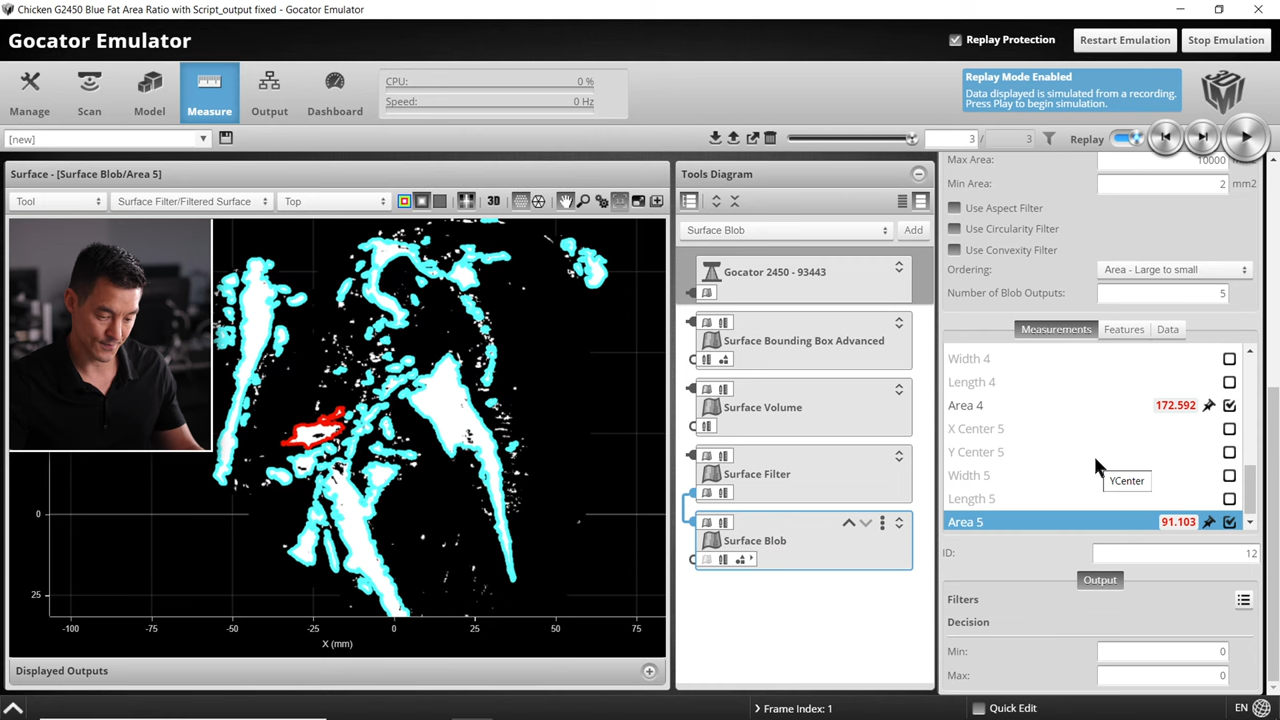 Chicken G2450 Blue Fat Area Ratio with Script_output fixed - Gocator Emulator
Gocator Emulator
Replay Protection
Restart Emulation
Stop Emulation
Manage
Scan
Model
Measure
Output
Dashboard
CPU: 0 %
Speed: 0 Hz
Replay Mode Enabled
Data displayed is simulated from a recording.
Press Play to begin simulation.
[new]
3 / 3
Replay
Surface - [Surface Blob/Area 5]
Tool
Surface Filter/Filtered Surface
Top
3D
0
25
-100 -75 -50 -25 0 25 50 75
X (mm)
Displayed Outputs
Tools Diagram
Surface Blob
Add
Gocator 2450 - 93443
Surface Bounding Box Advanced
Surface Volume
Surface Filter
Surface Blob
Max Area: 10000 mm2
Min Area: 2 mm2
Use Aspect Filter
Use Circularity Filter
Use Convexity Filter
Ordering: Area - Large to small
Number of Blob Outputs: 5
Measurements Features Data
Width 4
Length 4
Area 4 172.592
X Center 5
Y Center 5
YCenter
Width 5
Length 5
Area 5 91.103
ID: 12
Output
Filters
Decision
Min: 0
Max: 0
Frame Index: 1
Quick Edit
EN